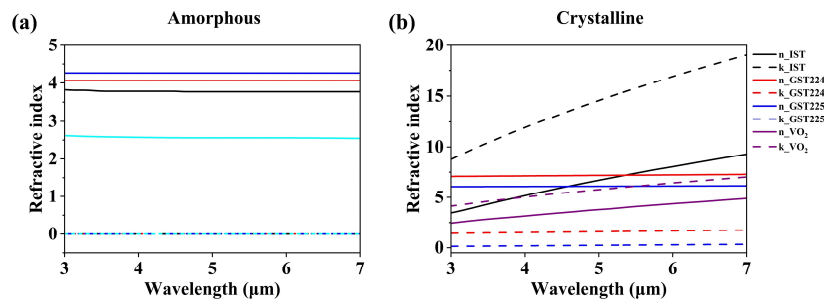 (a)
Amorphous
Refractive index
5
4
3
2
1
0
3
4
5
6
7
Wavelength (μm)
(b)
Crystalline
Refractive index
20
15
10
5
0
3
4
5
6
7
Wavelength (μm)
n_IST
k_IST
n_GST224
k_GST224
n_GST225
k_GST225
n_VO₂
k_VO₂